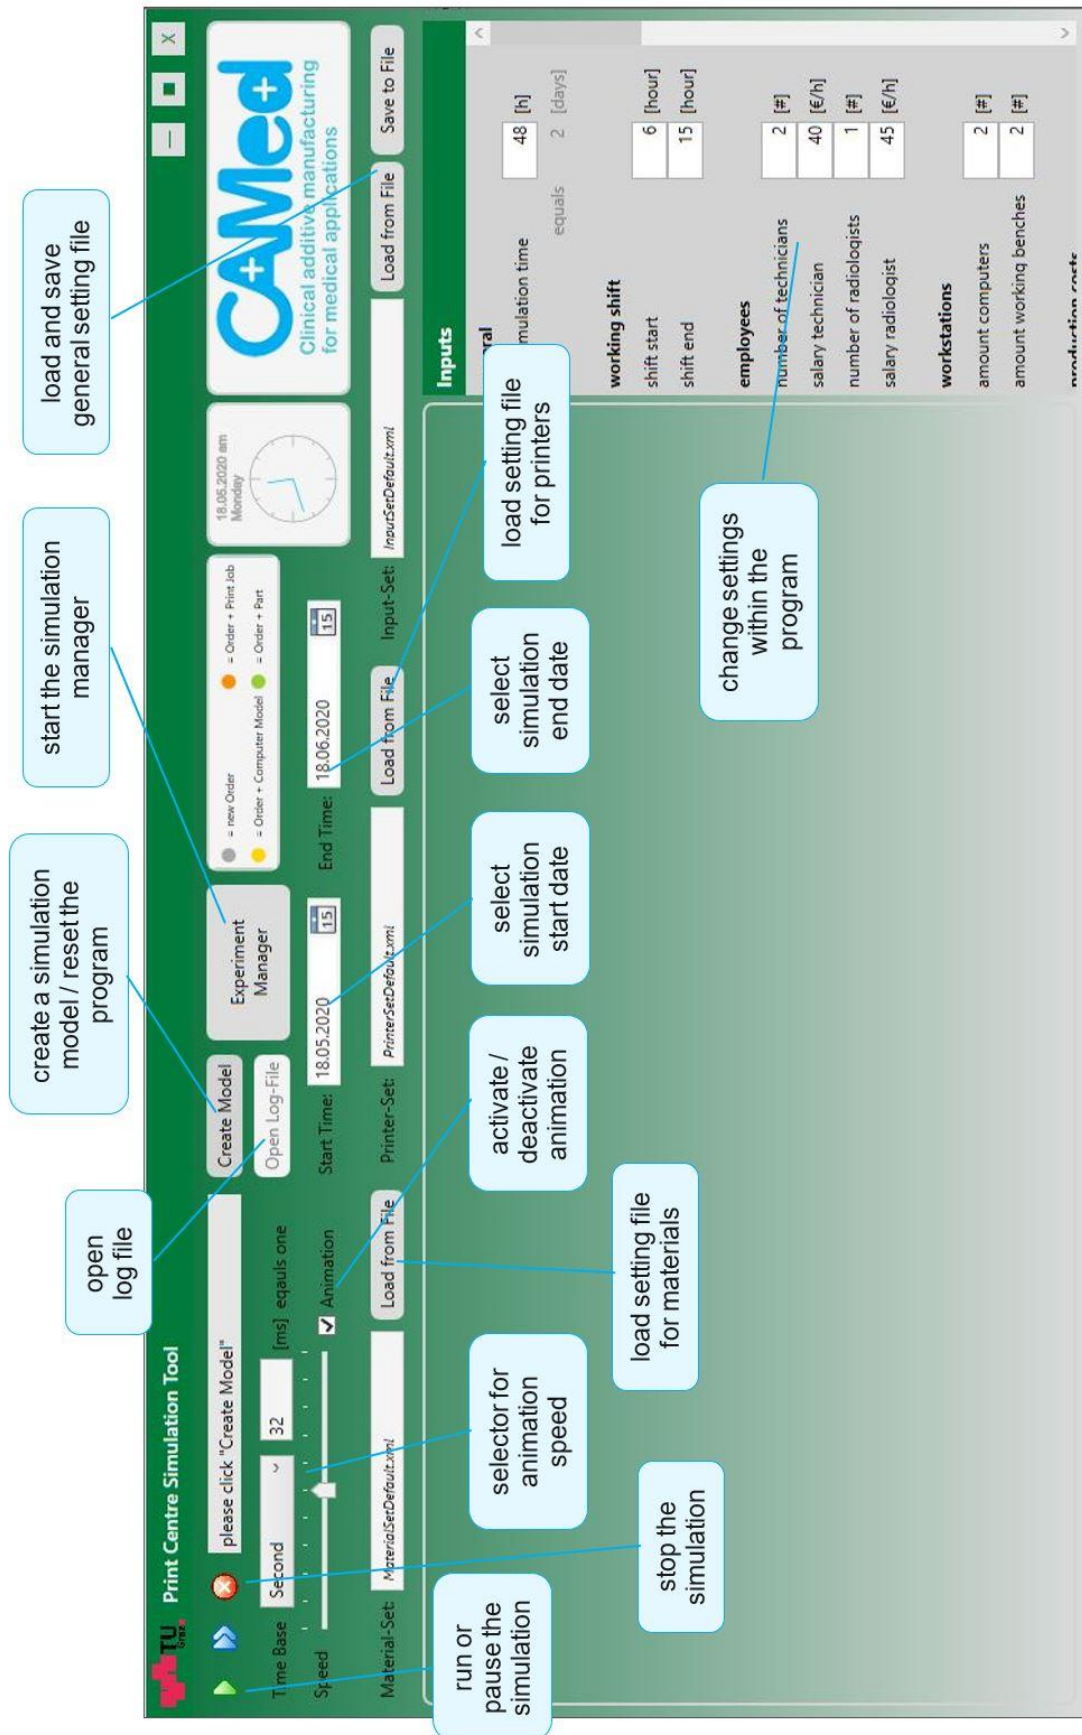 open
log file
create a simulation
model / reset the
program
start the simulation
manager
load and save
general setting file
TU
Graz
Print Centre Simulation Tool
please click "Create Model"
Create Model
Open Log-File
Experiment
Manager
= new Order
= Order + Print Job
= Order + Computer Model
= Order + Part
18.05.2020 am
Monday
CAMed
Clinical additive manufacturing
for medical applications
Time Base
Second
32
[ms] eqauls one
Speed
Animation
Start Time:
18.05.2020
15
End Time:
18.06.2020
15
Material-Set:
MaterialSetDefault.xml
Load from File
Printer-Set:
PrinterSetDefault.xml
Load from File
Input-Set:
InputSetDefault.xml
Load from File
Save to File
run or
pause the
simulation
stop the
simulation
selector for
animation
speed
load setting file
for materials
activate /
deactivate
animation
select
simulation
start date
select
simulation
end date
load setting file
for printers
change settings
within the
program
Inputs
ral
mulation time 48 [h]
equals 2 [days]
working shift
shift start 6 [hour]
shift end 15 [hour]
employees
number of technicians 2 [#]
salary technician 40 [€/h]
number of radiologists 1 [#]
salary radiologist 45 [€/h]
workstations
amount computers 2 [#]
amount working benches 2 [#]
production costs